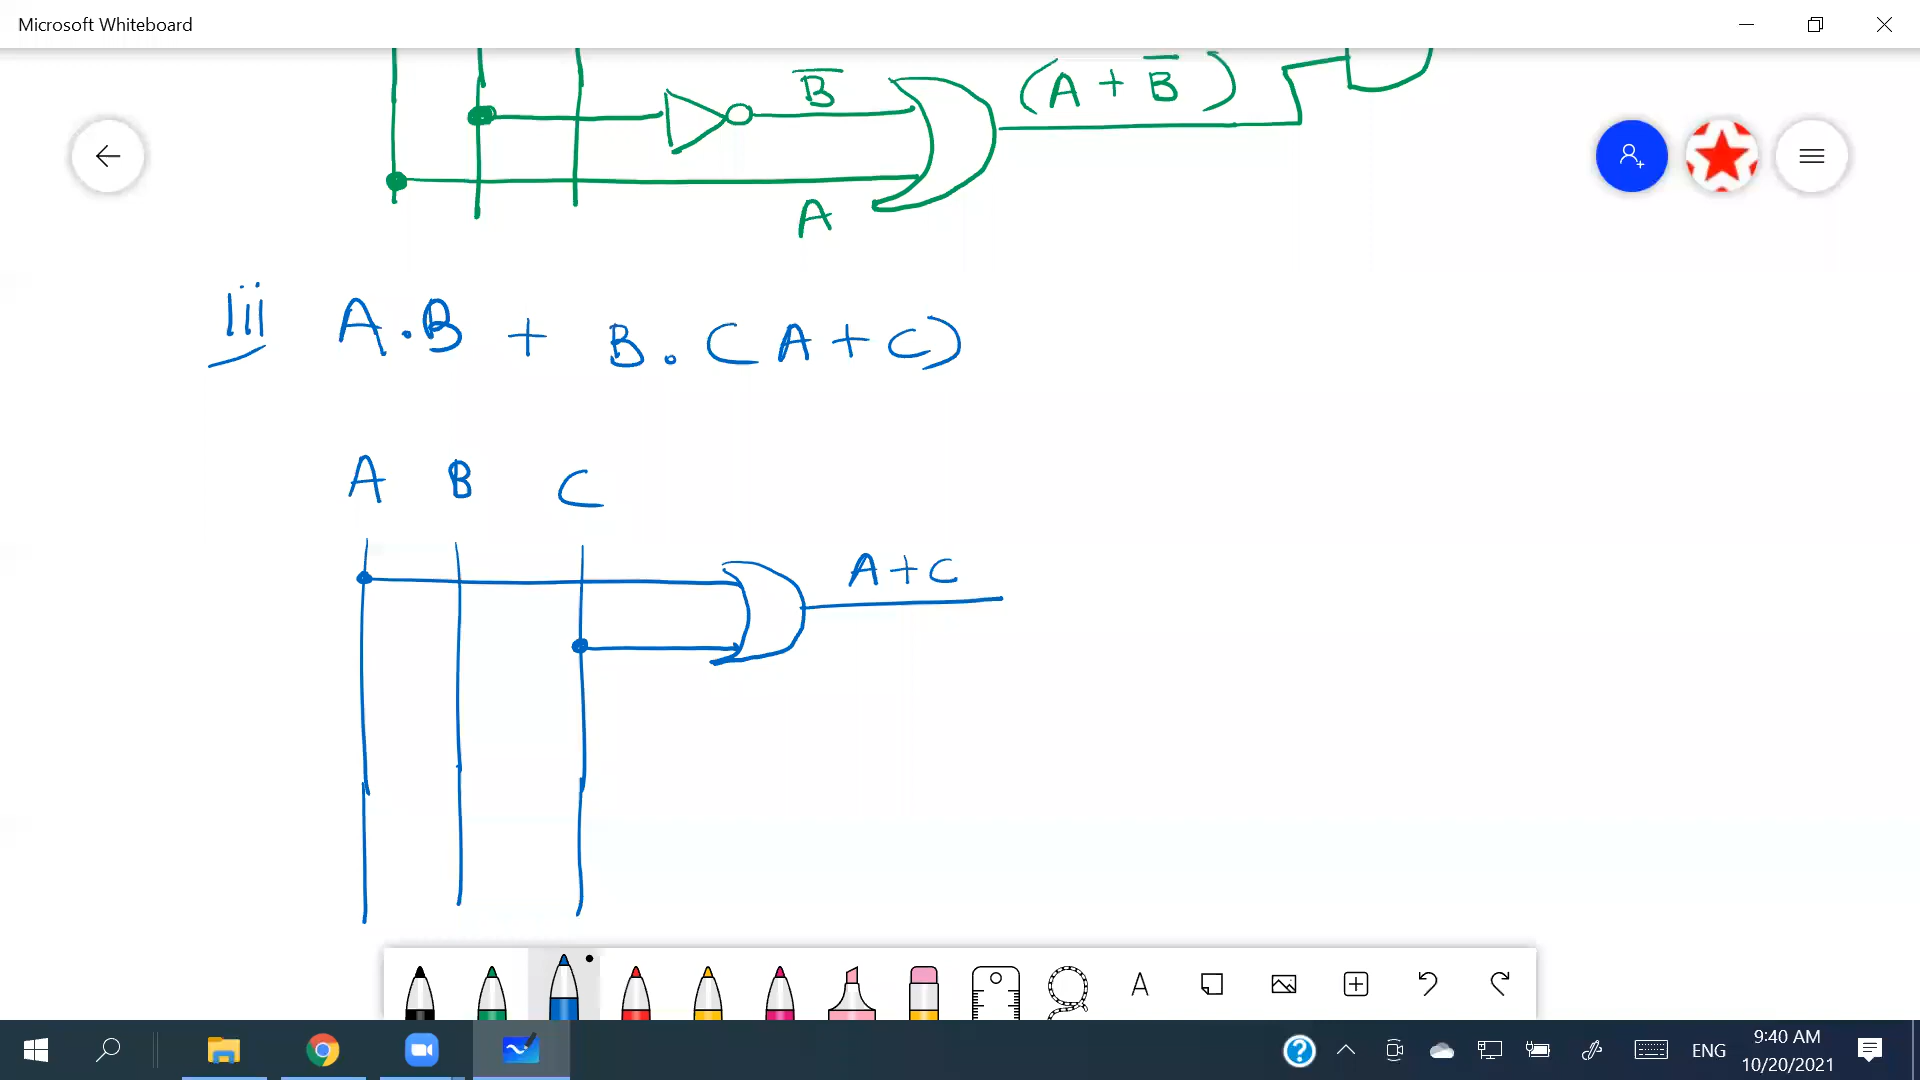 Microsoft Whiteboard
B̅
(A + B̅)
A
iii A.B + B.(A+C)
A B C
A+C
A
ENG
9:40 AM
10/20/2021